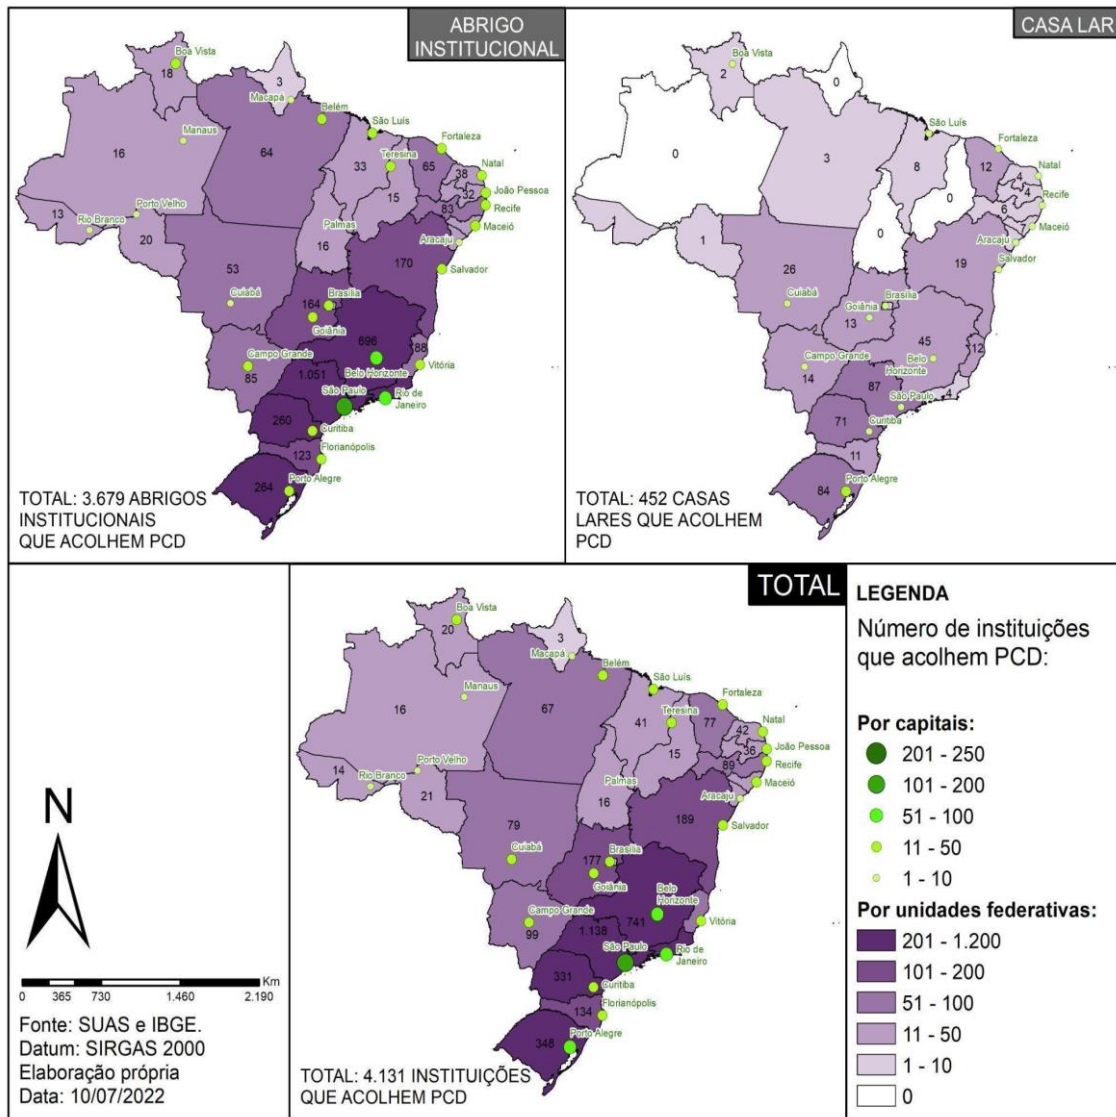 ABRIGO
INSTITUCIONAL
Boa Vista
18
3
Macapá
Belém
São Luís
Manaus
Fortaleza
Teresina
16
64
33
65
Natal
38
João Pessoa
15
32
Recife
83
13
Porto Velho
Rio Branco
Palmas
Maceió
20
16
Aracaju
170
53
Salvador
Brasília
164
Cuiabá
Goiânia
696
88
Campo Grande
Vitória
85
1.051
Belo Horizonte
São Paulo
Rio de
Janeiro
260
Curitiba
Florianópolis
123
Porto Alegre
264
TOTAL: 3.679 ABRIGOS
INSTITUCIONAIS
QUE ACOLHEM PCD
CASA LAR
Boa Vista
2
0
São Luís
Fortaleza
0
3
8
12
Natal
4
4
Recife
0
6
Maceió
1
0
Aracaju
19
26
Salvador
Cuiabá
Brasília
Goiânia
13
45
Campo Grande
Belo
Horizonte
12
14
87
4
São Paulo
71
Curitiba
11
Porto Alegre
84
TOTAL: 452 CASAS
LARES QUE ACOLHEM
PCD
TOTAL
Boa Vista
20
3
Macapá
Belém
São Luís
Manaus
Fortaleza
Teresina
16
67
41
77
Natal
42
João Pessoa
15
36
Recife
89
14
Porto Velho
Rio Branco
Palmas
Maceió
21
16
Aracaju
189
79
Salvador
Cuiabá
177
Brasília
Goiânia
Belo
Horizonte
Campo Grande
741
Vitória
99
1.138
São Paulo
Rio de
Janeiro
331
Curitiba
Florianópolis
134
Porto Alegre
348
TOTAL: 4.131 INSTITUIÇÕES
QUE ACOLHEM PCD
N
Km
0 365 730 1.460 2.190
Fonte: SUAS e IBGE.
Datum: SIRGAS 2000
Elaboração própria
Data: 10/07/2022
LEGENDA
Número de instituições
que acolhem PCD:
Por capitais:
201 - 250
101 - 200
51 - 100
11 - 50
1 - 10
Por unidades federativas:
201 - 1.200
101 - 200
51 - 100
11 - 50
1 - 10
0